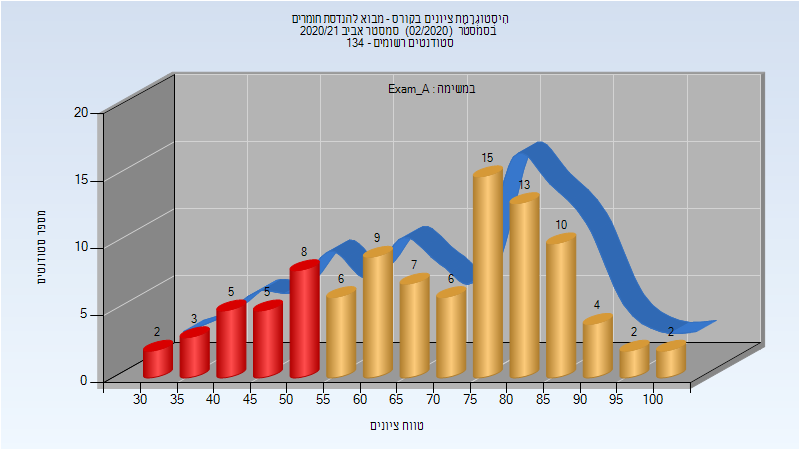 הִיסטוגרָמַת ציונים בקורס - מבוא להנדסת חומרים
בסמסטר (02/2020) סמסטר אביב 2020/21
סטודנטים רשומים - 134
במשימה : Exam_A
מספר סטודנטים
20
15
10
5
0
2
3
5
5
8
6
9
7
6
15
13
10
4
2
2
30 35 40 45 50 55 60 65 70 75 80 85 90 95 100
טווח ציונים